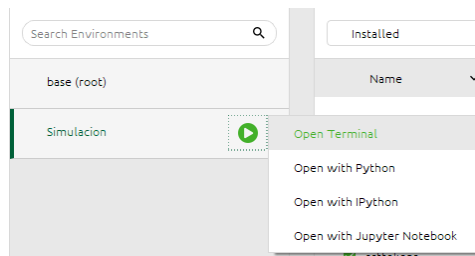 Search Environments
Installed
base (root)
Name
Simulacion
Open Terminal
Open with Python
Open with IPython
Open with Jupyter Notebook